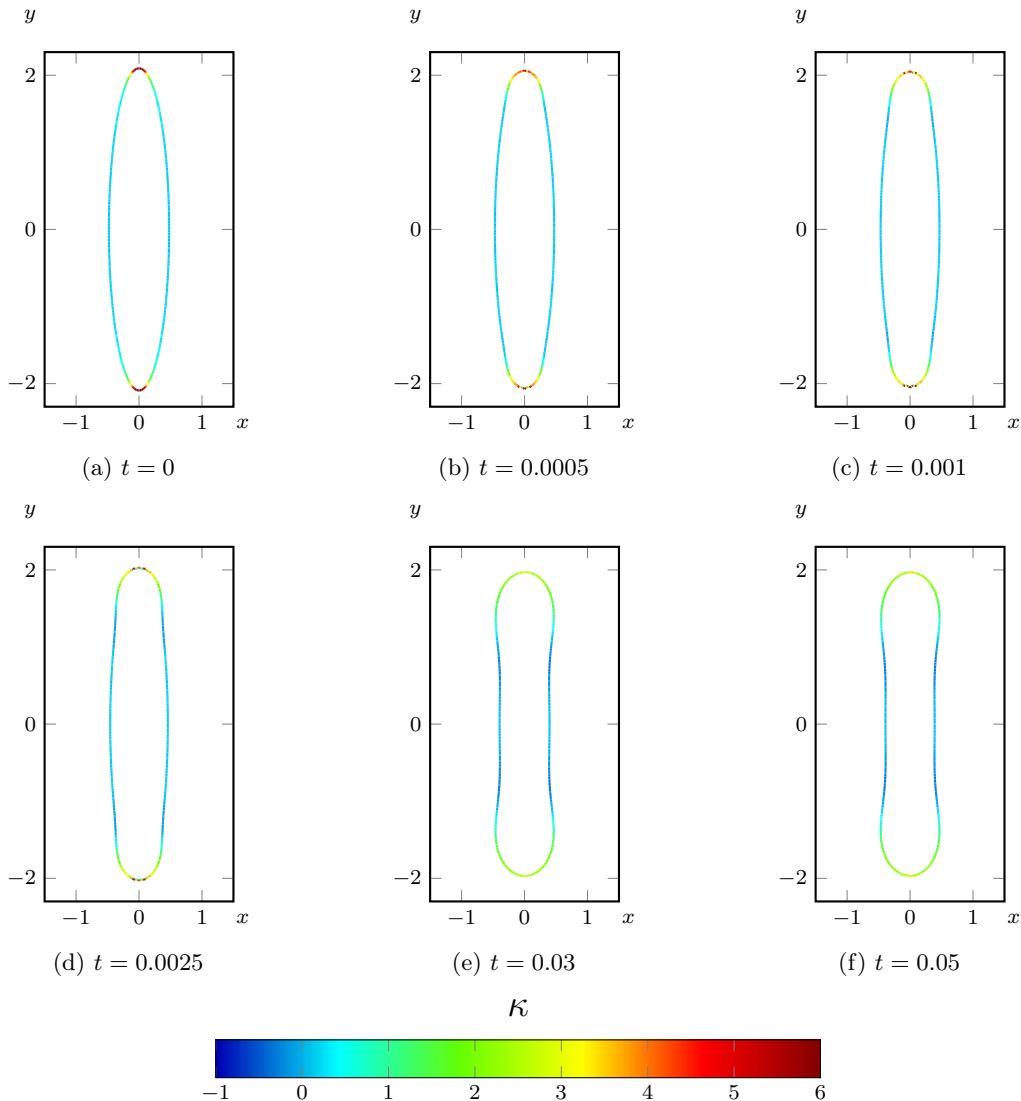 y y y
2 2 2
0 0 0
−2 −2 −2
−1 0 1 x −1 0 1 x −1 0 1 x
(a) t = 0 (b) t = 0.0005 (c) t = 0.001
y y y
2 2 2
0 0 0
−2 −2 −2
−1 0 1 x −1 0 1 x −1 0 1 x
(d) t = 0.0025 (e) t = 0.03 (f) t = 0.05
κ
−1 0 1 2 3 4 5 6